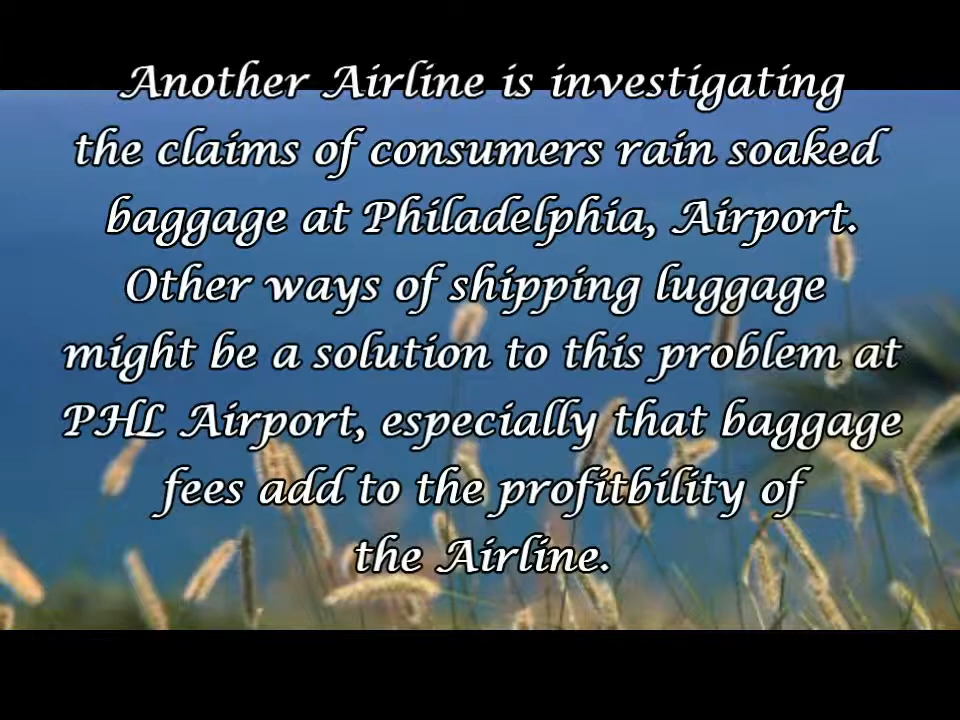 Another Airline is investigating
the claims of consumers rain soaked
baggage at Philadelphia, Airport.
Other ways of shipping luggage
might be a solution to this problem at
PHL Airport, especially that baggage
fees add to the profitbility of
the Airline.